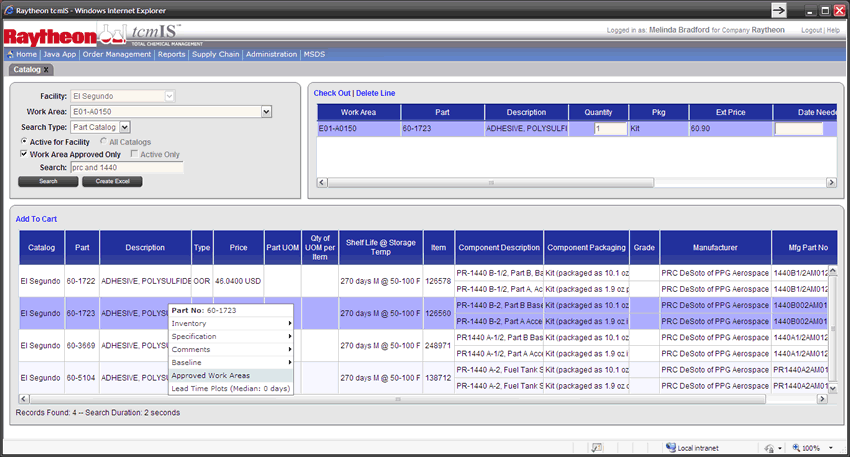 Raytheon tcmIS - Windows Internet Explorer
Raytheon tcmIS
TOTAL CHEMICAL MANAGEMENT
Logged in as: Melinda Bradford for Company Raytheon Logout | Help
Home | Java App | Order Management | Reports | Supply Chain | Administration | MSDS
Catalog X
Facility: El Segundo
Work Area: E01-A0150
Search Type: Part Catalog
Active for Facility All Catalogs
Work Area Approved Only Active Only
Search: prc and 1440
Search Create Excel
Check Out | Delete Line
Work Area Part Description Quantity Pkg Ext Price Date Neede
E01-A0150 60-1723 ADHESIVE, POLYSULFI 1 Kit 60.90
Add To Cart
Catalog Part Description Type Price Part UOM Qty of UOM per Item Shelf Life @ Storage Temp Item Component Description Component Packaging Grade Manufacturer Mfg Part No
El Segundo 60-1722 ADHESIVE, POLYSULFIDE OOR 46.0400 USD 270 days M @ 50-100 F 126578
PR-1440 B-1/2, Part B, Ba Kit (packaged as 10.1 oz PRC DeSoto of PPG Aerospace 1440B1/2AM012
PR-1440 B-1/2, Part A, Kit (packaged as 1.9 oz p PRC DeSoto of PPG Aerospace 1440B1/2AM012
El Segundo 60-1723 ADHESIVE, POLYSU 270 days M @ 50-100 F 126560
PR-1440 B-2, Part B Base Kit (packaged as 10.1 oz PRC DeSoto of PPG Aerospace 1440B002AM01
PR-1440 B-2, Part A Acce Kit (packaged as 1.9 oz i PRC DeSoto of PPG Aerospace 1440B002AM01
El Segundo 60-3669 ADHESIVE, POLYSU 270 days M @ 50-100 F 248971
PR1440 A-1/2, Part B Bas Kit (packaged as 10.1 oz PRC DeSoto of PPG Aerospace 1440A1/2AM012
PR-1440 A-1/2, Part A Acc Kit (packaged as 1.9 oz PRC DeSoto of PPG Aerospace 1440A1/2AM012
El Segundo 60-5104 ADHESIVE, POLYSU 270 days M @ 50-100 F 138712
PR-1440 A-2, Fuel Tank S Kit (packaged as 10.1 oz PRC DeSoto of PPG Aerospace PR1440A2AM01
PR-1440 A-2, Fuel Tank S Kit (packaged as 1.9 oz PRC DeSoto of PPG Aerospace 1440A2AM012
Part No: 60-1723
Inventory
Specification
Comments
Baseline
Approved Work Areas
Lead Time Plots (Median: 0 days)
Records Found: 4 -- Search Duration: 2 seconds
Local intranet 100%